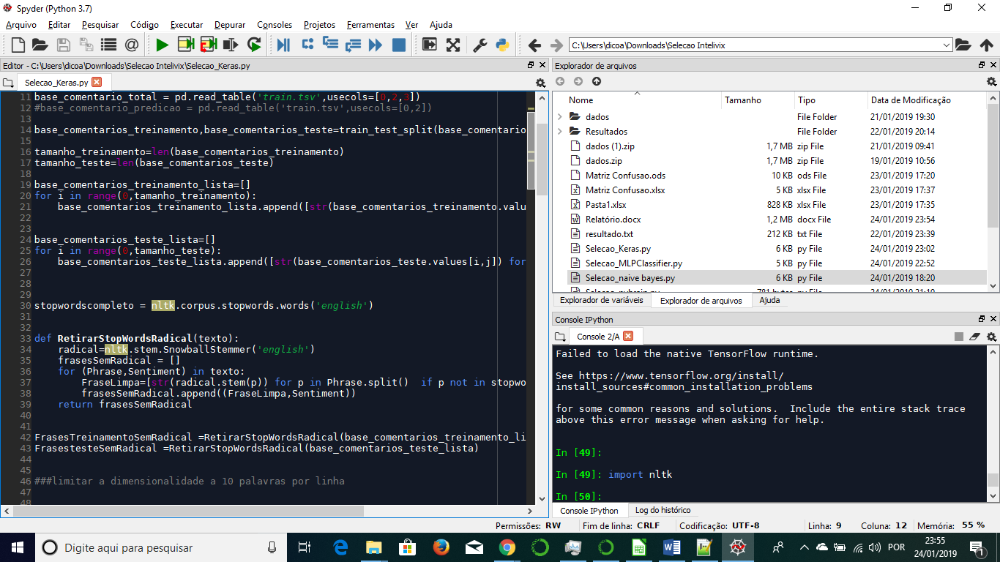 Spyder (Python 3.7)
Arquivo Editar Pesquisar Código Executar Depurar Consoles Projetos Ferramentas Ver Ajuda
C:\Users\dicoa\Downloads\Selecao Intelivix
Editor - C:\Users\dicoa\Downloads\Selecao Intelivix\Selecao_Keras.py
Selecao_Keras.py
11 base_comentario_total = pd.read_table('train.tsv',usecols=[0,2,3])
12 #base_comentario_predicao = pd.read_table('train.tsv',usecols=[0,2])
13
14 base_comentarios_treinamento,base_comentarios_teste=train_test_split(base_comentario
15
16 tamanho_treinamento=len(base_comentarios_treinamento)
17 tamanho_teste=len(base_comentarios_teste)
18
19 base_comentarios_treinamento_lista=[]
20 for i in range(0,tamanho_treinamento):
21 base_comentarios_treinamento_lista.append([str(base_comentarios_treinamento.valu
22
23
24 base_comentarios_teste_lista=[]
25 for i in range(0,tamanho_teste):
26 base_comentarios_teste_lista.append([str(base_comentarios_teste.values[i,j]) for
27
28
29
30 stopwordscompleto = nltk.corpus.stopwords.words('english')
31
32
33 def RetirarStopWordsRadical(texto):
34 radical=nltk.stem.SnowballStemmer('english')
35 frasesSemRadical = []
36 for (Phrase,Sentiment) in texto:
37 FraseLimpa=[str(radical.stem(p)) for p in Phrase.split()  if p not in stopwo
38 frasesSemRadical.append((FraseLimpa,Sentiment))
39 return frasesSemRadical
40
41
42 FrasesTreinamentoSemRadical =RetirarStopWordsRadical(base_comentarios_treinamento_li
43 FrasestesteSemRadical =RetirarStopWordsRadical(base_comentarios_teste_lista)
44
45
46 ###limitar a dimensionalidade a 10 palavras por linha
47
48
Explorador de arquivos
Nome Tamanho Tipo Data de Modificação
dados File Folder 21/01/2019 19:30
Resultados File Folder 22/01/2019 20:14
dados (1).zip 1,7 MB zip File 21/01/2019 09:41
dados.zip 1,7 MB zip File 19/01/2019 10:56
Matriz Confusao.ods 10 KB ods File 23/01/2019 17:20
Matriz Confusao.xlsx 5 KB xlsx File 23/01/2019 17:37
Pasta1.xlsx 828 KB xlsx File 23/01/2019 17:35
Relatório.docx 1,2 MB docx File 24/01/2019 23:54
resultado.txt 212 KB txt File 22/01/2019 22:39
Selecao_Keras.py 6 KB py File 24/01/2019 23:02
Selecao_MLPClassifier.py 5 KB py File 24/01/2019 22:52
Selecao_naive bayes.py 6 KB py File 24/01/2019 18:20
Explorador de variáveis Explorador de arquivos Ajuda
Console IPython
Console 2/A
Failed to load the native TensorFlow runtime.
See https://www.tensorflow.org/install/
install_sources#common_installation_problems
for some common reasons and solutions.  Include the entire stack trace
above this error message when asking for help.
In [49]:
In [49]: import nltk
In [50]:
Console IPython Log do histórico
Permissões: RW Fim de linha: CRLF Codificação: UTF-8 Linha: 9 Coluna: 12 Memória: 55 %
Digite aqui para pesquisar
POR
23:55
24/01/2019
1